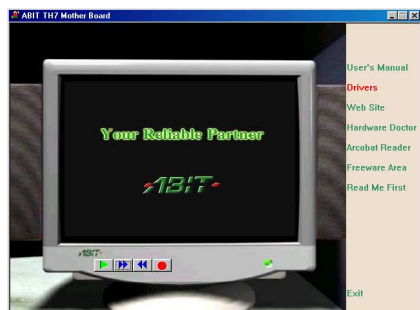 ABIT TH7 Mother Board
User's Manual
Drivers
Web Site
Hardware Doctor
Arcobat Reader
Freeware Area
Read Me First
Exit
Your Reliable Partner
ABIT
ABIT